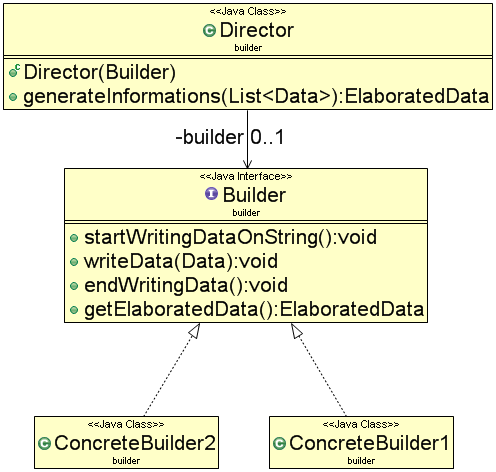 <<Java Class>>
C Director
builder
Director(Builder)
generateInformations(List<Data>):ElaboratedData
-builder 0..1
<<Java Interface>>
I Builder
builder
startWritingDataOnString():void
writeData(Data):void
endWritingData():void
getElaboratedData():ElaboratedData
<<Java Class>>
C ConcreteBuilder2
builder
<<Java Class>>
C ConcreteBuilder1
builder